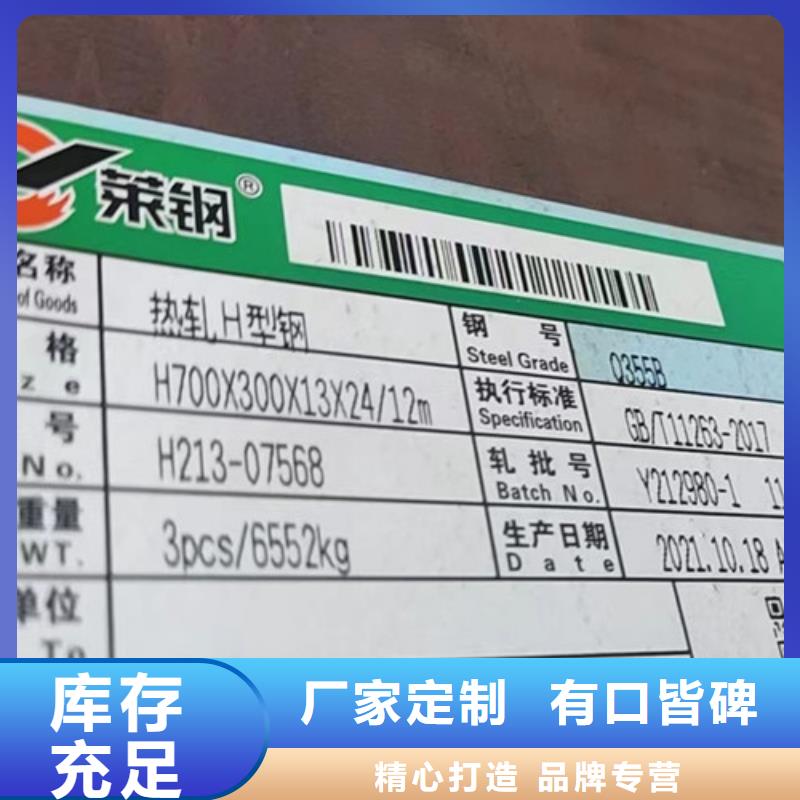 莱钢®
名称 热轧H型钢 钢号 Q355B
of Goods Steel Grade
格 H700X300X13X24/12m 执行标准 GB/T11263-2017
ze Specification
号 H213-07568 轧批号 Y212980-1 11
No. Batch No.
重量 3pcs/6552kg 生产日期 2021.10.18 A
WT. Date
单位
To
库存
充足
厂家定制 有口皆碑
精心打造 品牌专营